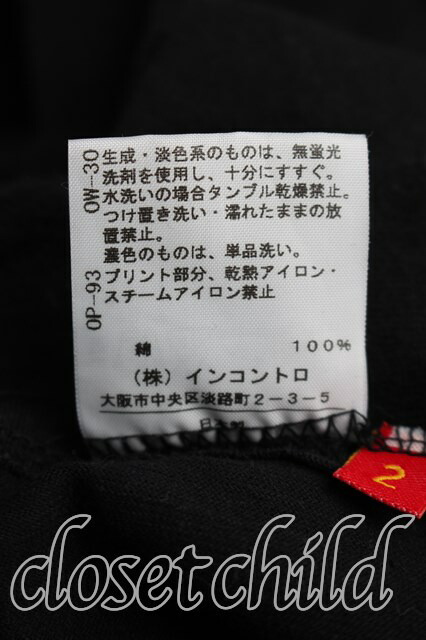 OW-30
生成・淡色系のものは、無蛍光
洗剤を使用し、十分にすすぐ。
水洗いの場合タンブル乾燥禁止。
つけ置き洗い・濡れたままの放
置禁止。
濃色のものは、単品洗い。
OP-93
プリント部分、乾熱アイロン・
スチームアイロン禁止
綿 100%
(株)インコントロ
大阪市中央区淡路町2-3-5
2
closet child